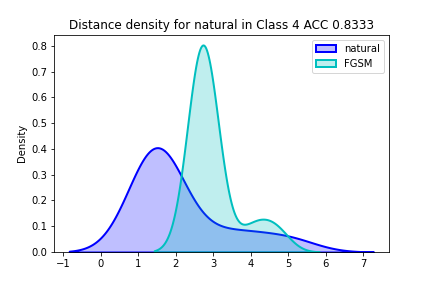 Distance density for natural in Class 4 ACC 0.8333
natural
FGSM
Density
0.8
0.7
0.6
0.5
0.4
0.3
0.2
0.1
0.0
−1 0 1 2 3 4 5 6 7